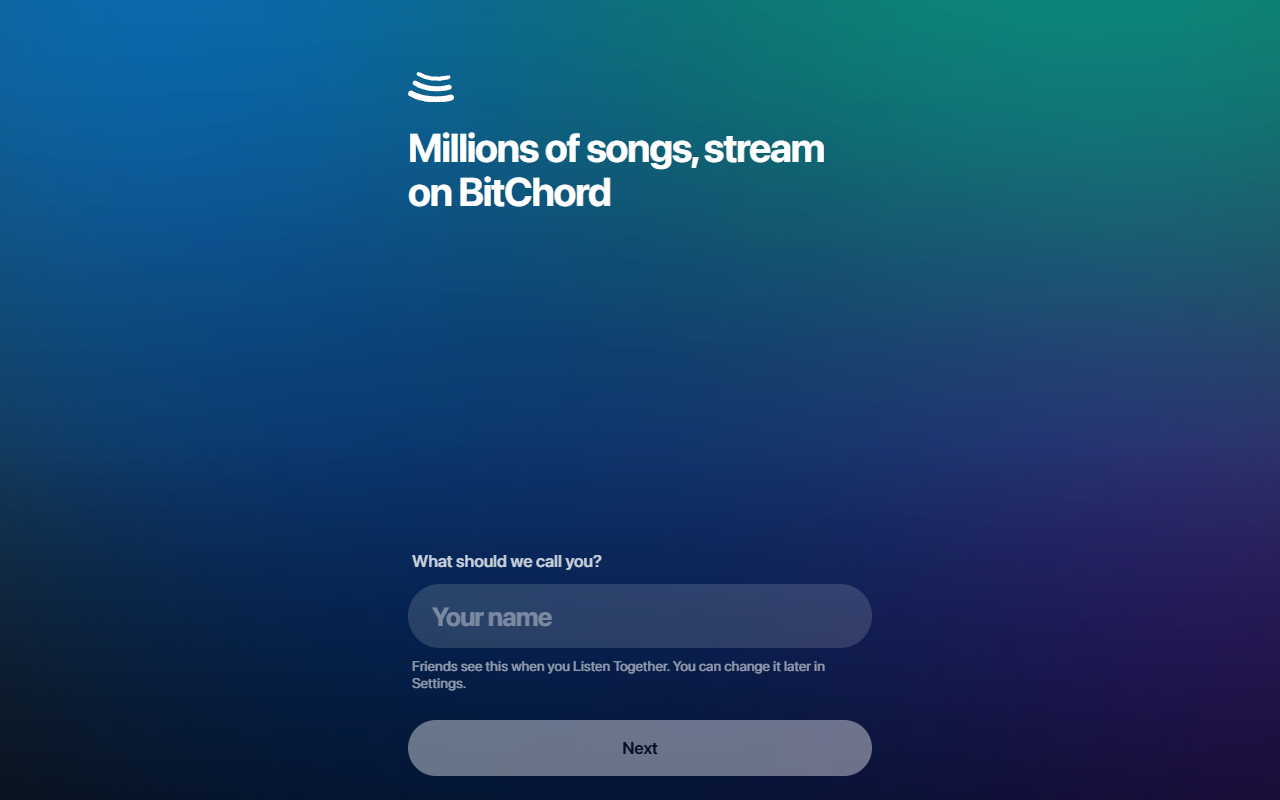 Millions of songs, stream
on BitChord
What should we call you?
Your name
Friends see this when you Listen Together. You can change it later in
Settings.
Next